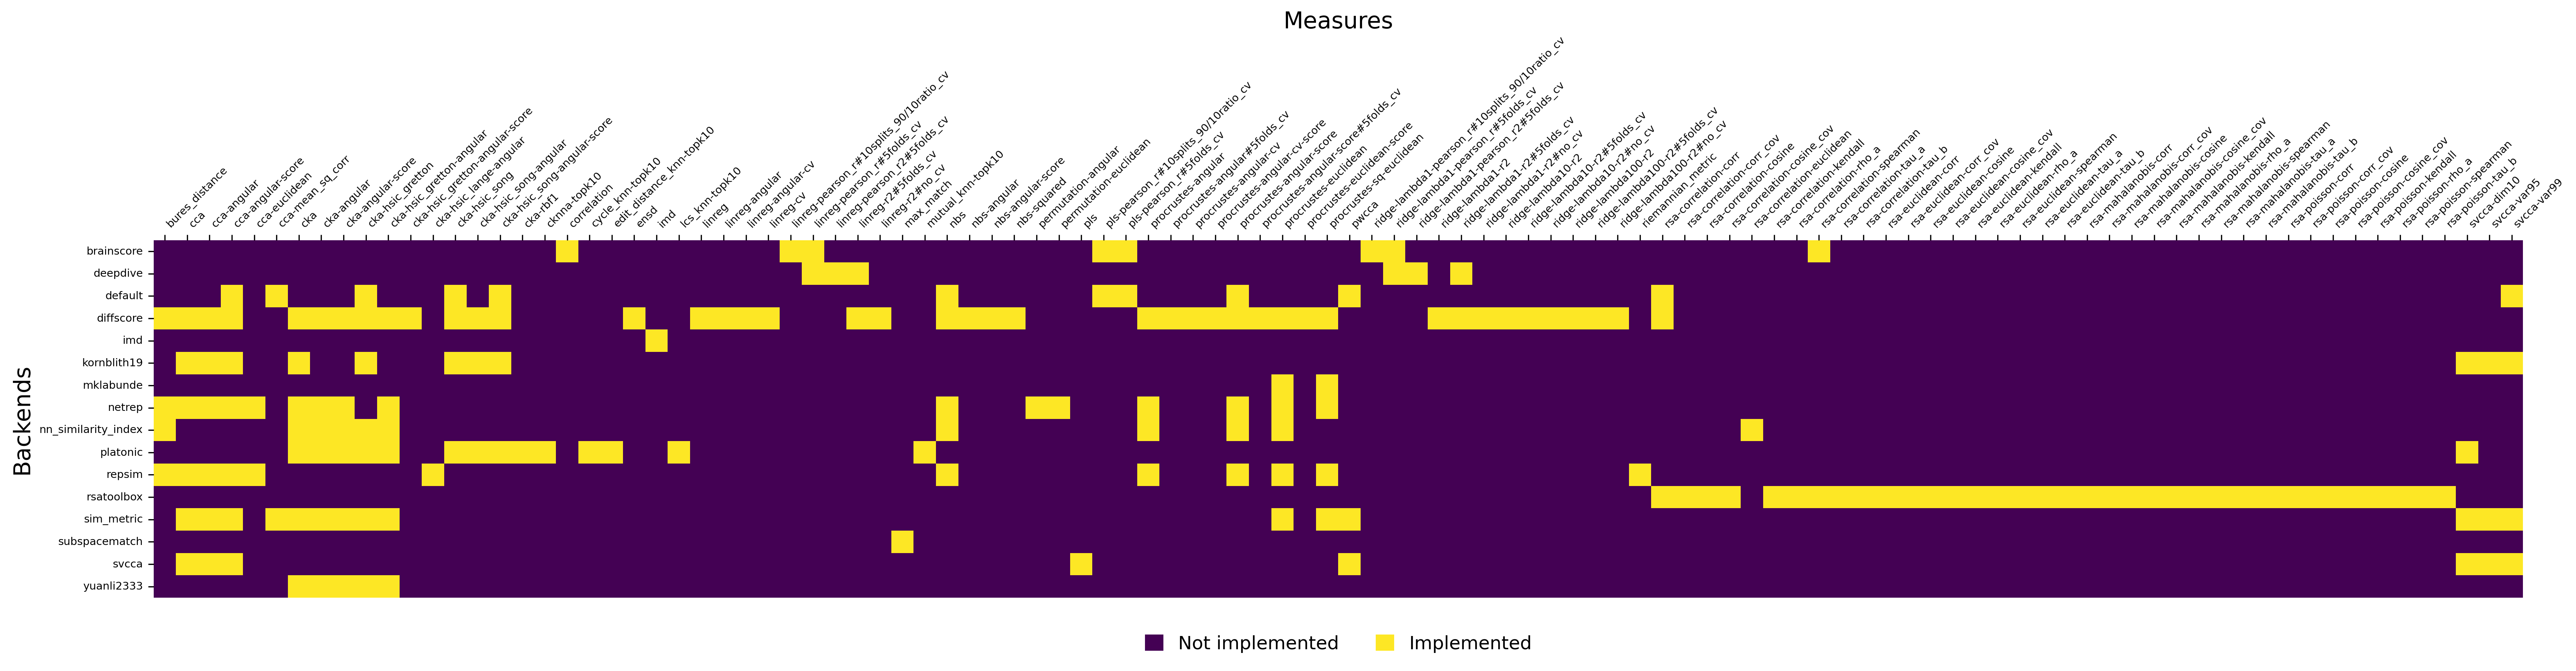 Measures
bures_distance
cca
cca-angular
cca-angular-score
cca-euclidean
cca-mean_sq_corr
cka
cka-angular
cka-angular-score
cka-hsic_gretton
cka-hsic_gretton-angular
cka-hsic_gretton-angular-score
cka-hsic_lange-angular
cka-hsic_song
cka-hsic_song-angular
cka-hsic_song-angular-score
cka-rbf1
cknna-topk10
correlation
cycle_knn-topk10
edit_distance_knn-topk10
ensd
imd
lcs_knn-topk10
linreg
linreg-angular
linreg-angular-cv
linreg-cv
linreg-pearson_r#10splits_90/10ratio_cv
linreg-pearson_r#5folds_cv
linreg-pearson_r2#5folds_cv
linreg-r2#5folds_cv
linreg-r2#no_cv
max_match
mutual_knn-topk10
nbs
nbs-angular
nbs-angular-score
nbs-squared
permutation-angular
permutation-euclidean
pls
pls-pearson_r#10splits_90/10ratio_cv
pls-pearson_r#5folds_cv
procrustes-angular
procrustes-angular#5folds_cv
procrustes-angular-cv
procrustes-angular-cv-score
procrustes-angular-score
procrustes-angular-score#5folds_cv
procrustes-euclidean
procrustes-euclidean-score
procrustes-sq-euclidean
pwcca
ridge-lambda1-pearson_r#10splits_90/10ratio_cv
ridge-lambda1-pearson_r#5folds_cv
ridge-lambda1-pearson_r2#5folds_cv
ridge-lambda1-r2
ridge-lambda1-r2#5folds_cv
ridge-lambda1-r2#no_cv
ridge-lambda10-r2
ridge-lambda10-r2#5folds_cv
ridge-lambda10-r2#no_cv
ridge-lambda100-r2
ridge-lambda100-r2#5folds_cv
ridge-lambda100-r2#no_cv
riemannian_metric
rsa-correlation-corr
rsa-correlation-corr_cov
rsa-correlation-cosine
rsa-correlation-cosine_cov
rsa-correlation-euclidean
rsa-correlation-kendall
rsa-correlation-rho_a
rsa-correlation-spearman
rsa-correlation-tau_a
rsa-correlation-tau_b
rsa-euclidean-corr
rsa-euclidean-corr_cov
rsa-euclidean-cosine
rsa-euclidean-cosine_cov
rsa-euclidean-kendall
rsa-euclidean-rho_a
rsa-euclidean-spearman
rsa-euclidean-tau_a
rsa-euclidean-tau_b
rsa-mahalanobis-corr
rsa-mahalanobis-corr_cov
rsa-mahalanobis-cosine
rsa-mahalanobis-cosine_cov
rsa-mahalanobis-kendall
rsa-mahalanobis-rho_a
rsa-mahalanobis-spearman
rsa-mahalanobis-tau_a
rsa-mahalanobis-tau_b
rsa-poisson-corr
rsa-poisson-corr_cov
rsa-poisson-cosine
rsa-poisson-cosine_cov
rsa-poisson-kendall
rsa-poisson-rho_a
rsa-poisson-spearman
rsa-poisson-tau_b
svcca-dim10
svcca-var95
svcca-var99
Backends
brainscore
deepdive
default
diffscore
imd
kornblith19
mklabunde
netrep
nn_similarity_index
platonic
repsim
rsatoolbox
sim_metric
subspacematch
svcca
yuanli2333
Not implemented
Implemented